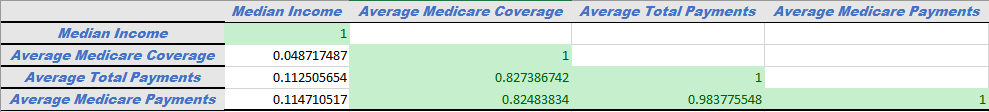 Median Income Average Medicare Coverage Average Total Payments Average Medicare Payments
Median Income 1
Average Medicare Coverage 0.048717487 1
Average Total Payments 0.112505654 0.827386742 1
Average Medicare Payments 0.114710517 0.82483834 0.983775548 1